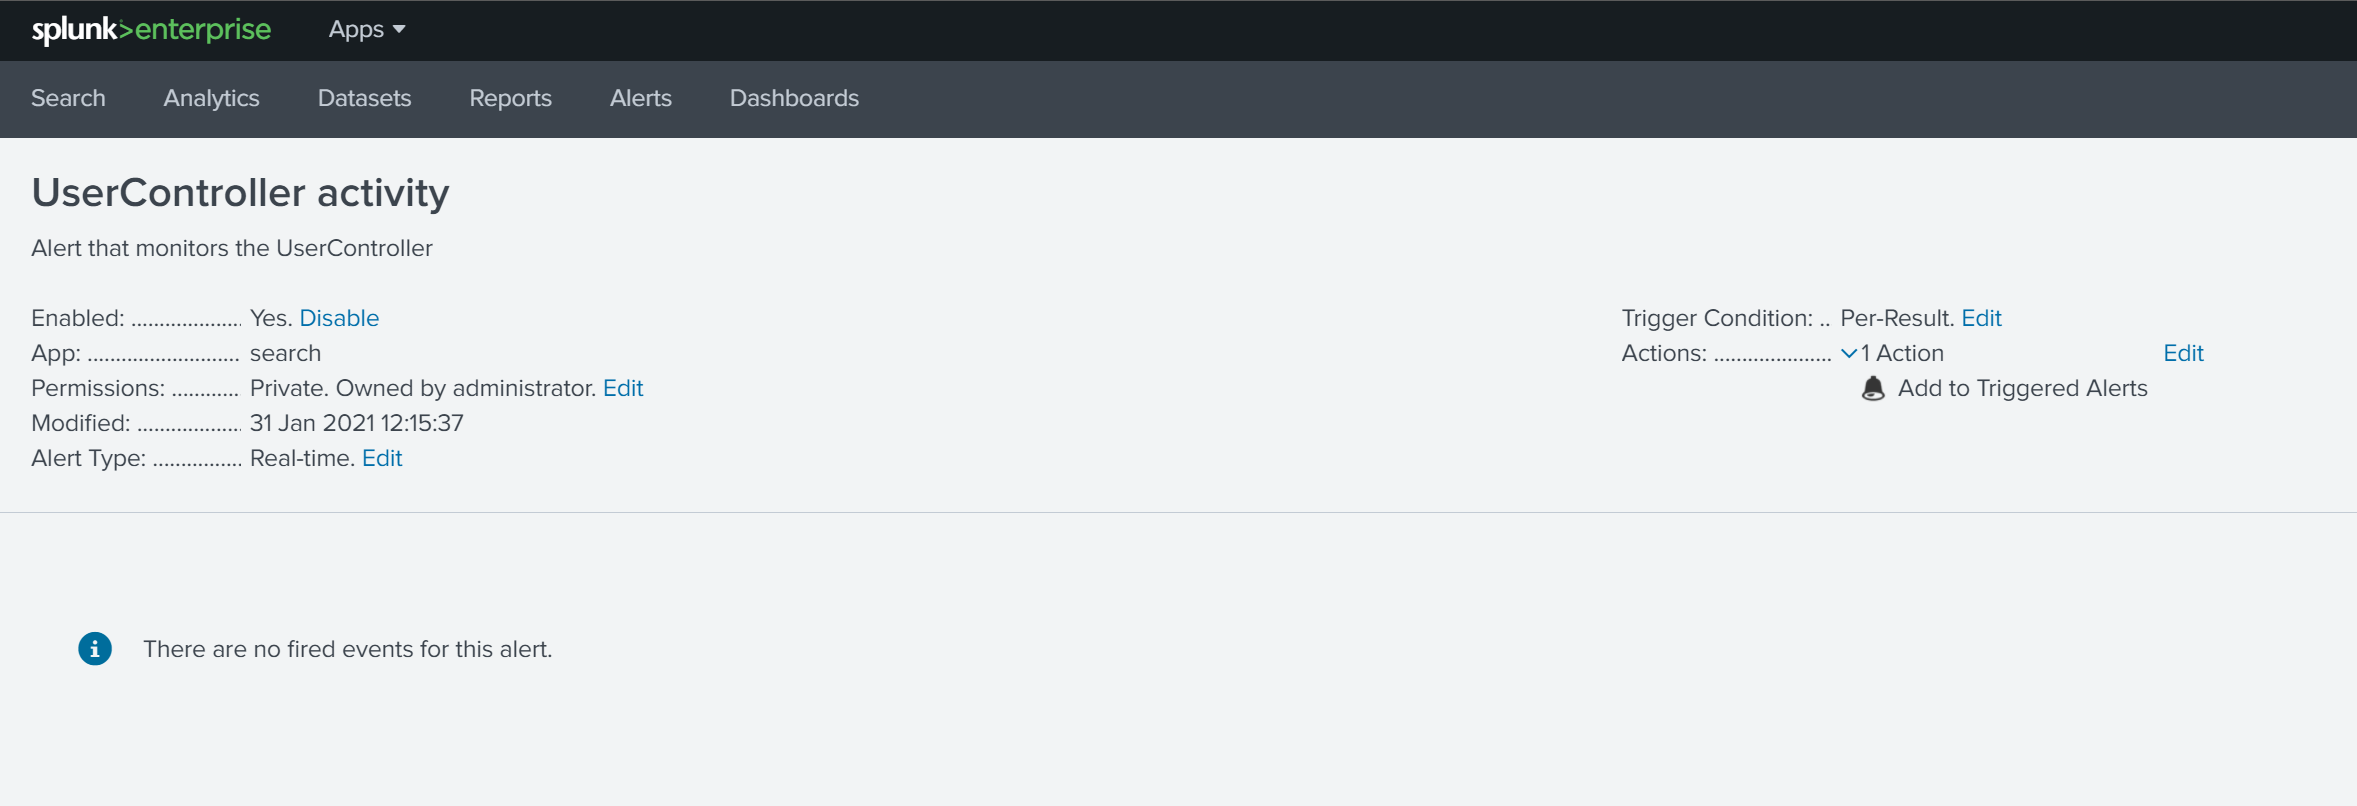 splunk>enterprise Apps
Search Analytics Datasets Reports Alerts Dashboards
UserController activity
Alert that monitors the UserController
Enabled: .................... Yes. Disable
App: ........................... search
Permissions: ............ Private. Owned by administrator. Edit
Modified: ................... 31 Jan 2021 12:15:37
Alert Type: ................ Real-time. Edit
Trigger Condition: .. Per-Result. Edit
Actions: ..................... 1 Action Edit
Add to Triggered Alerts
There are no fired events for this alert.